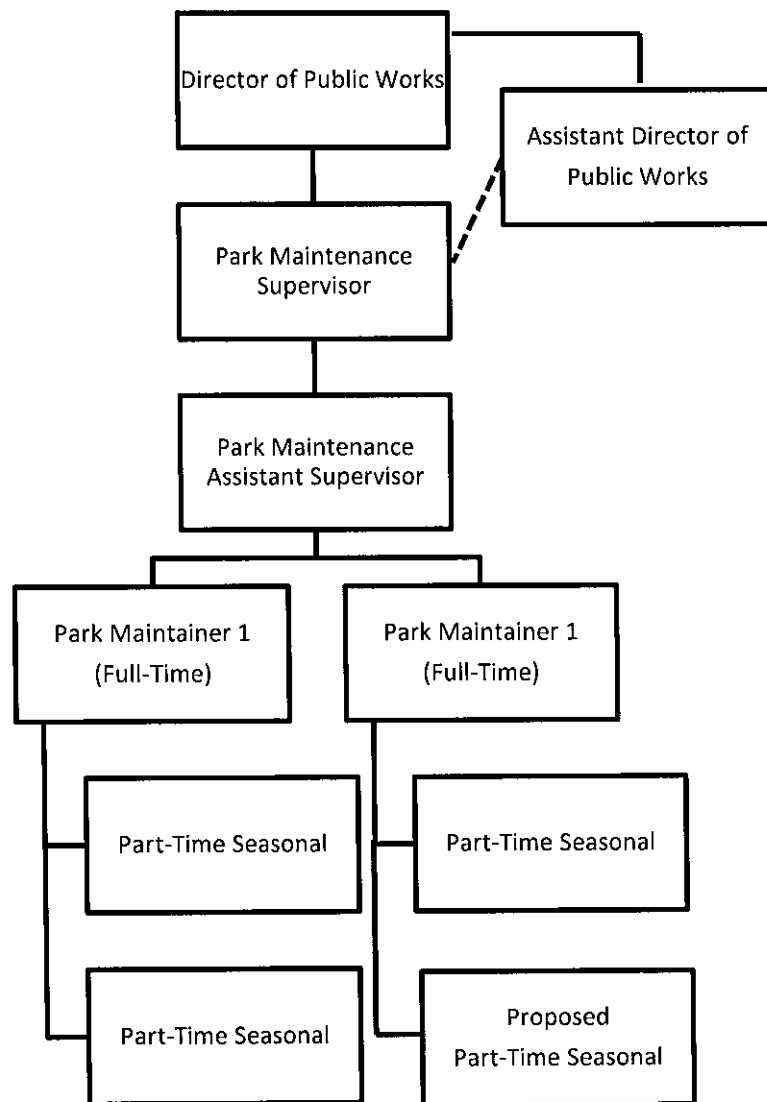 Director of Public Works
Assistant Director of
Public Works
Park Maintenance
Supervisor
Park Maintenance
Assistant Supervisor
Park Maintainer 1
(Full-Time)
Park Maintainer 1
(Full-Time)
Part-Time Seasonal
Part-Time Seasonal
Part-Time Seasonal
Proposed
Part-Time Seasonal